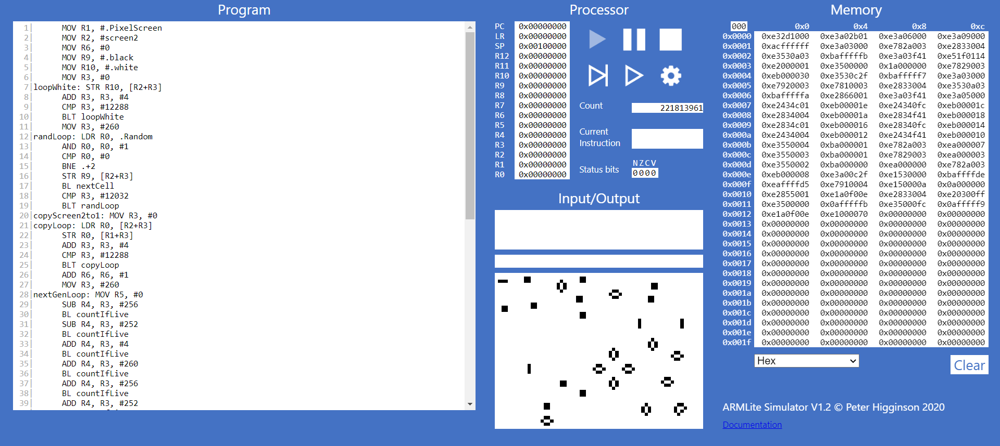 Program
1| MOV R1, #.PixelScreen
2| MOV R2, #screen2
3| MOV R6, #0
4| MOV R9, #.black
5| MOV R10, #.white
6| MOV R3, #0
7|loopWhite: STR R10, [R2+R3]
8| ADD R3, R3, #4
9| CMP R3, #12288
10| BLT loopWhite
11| MOV R3, #260
12|randLoop: LDR R0, .Random
13| AND R0, R0, #1
14| CMP R0, #0
15| BNE .+2
16| STR R9, [R2+R3]
17| BL nextCell
18| CMP R3, #12032
19| BLT randLoop
20|copyScreen2to1: MOV R3, #0
21|copyLoop: LDR R0, [R2+R3]
22| STR R0, [R1+R3]
23| ADD R3, R3, #4
24| CMP R3, #12288
25| BLT copyLoop
26| ADD R6, R6, #1
27| MOV R3, #260
28|nextGenLoop: MOV R5, #0
29| SUB R4, R3, #256
30| BL countIfLive
31| SUB R4, R3, #252
32| BL countIfLive
33| ADD R4, R3, #4
34| BL countIfLive
35| ADD R4, R3, #260
36| BL countIfLive
37| ADD R4, R3, #256
38| BL countIfLive
39| ADD R4, R3, #252
Processor
PC 0x00000000
LR 0x00000000
SP 0x00100000
R12 0x00000000
R11 0x00000000
R10 0x00000000
R9 0x00000000
R8 0x00000000
R7 0x00000000
R6 0x00000000
R5 0x00000000
R4 0x00000000
R3 0x00000000
R2 0x00000000
R1 0x00000000
R0 0x00000000
Count 221813961
Current
Instruction
NZCV
Status bits 0000
Input/Output
Memory
000 0x0 0x4 0x8 0xc
0x0000 0xe32d1000 0xe3a02b01 0xe3a06000 0xe3a09000
0x0001 0xacffffff 0xe3a03000 0xe782a003 0xe2833004
0x0002 0xe3530a03 0xbafffffb 0xe3a03f41 0xe51f0114
0x0003 0xe2000001 0xe3500000 0x1a000000 0xe7829003
0x0004 0xeb000030 0xe3530c2f 0xbafffff7 0xe3a03000
0x0005 0xe7920003 0xe7810003 0xe2833004 0xe3530a03
0x0006 0xbafffffa 0xe2866001 0xe3a03f41 0xe3a05000
0x0007 0xe2434c01 0xeb00001e 0xe24340fc 0xeb00001c
0x0008 0xe2834004 0xeb00001a 0xe2834f41 0xeb000018
0x0009 0xe2834c01 0xeb000016 0xe28340fc 0xeb000014
0x000a 0xe2434004 0xeb000012 0xe2434f41 0xeb000010
0x000b 0xe3550004 0xba000001 0xe782a003 0xea000007
0x000c 0xe3550003 0xba000001 0xe7829003 0xea000003
0x000d 0xe3550002 0xba000000 0xea000000 0xe782a003
0x000e 0xeb000008 0xe3a00c2f 0xe1530000 0xbaffffde
0x000f 0xeaffffd5 0xe7910004 0xe150000a 0x0a000000
0x0010 0xe2855001 0xe1a0f00e 0xe2833004 0xe20300ff
0x0011 0xe3500000 0x0afffffb 0xe35000fc 0x0afffff9
0x0012 0xe1a0f00e 0xe1000070 0x00000000 0x00000000
0x0013 0x00000000 0x00000000 0x00000000 0x00000000
0x0014 0x00000000 0x00000000 0x00000000 0x00000000
0x0015 0x00000000 0x00000000 0x00000000 0x00000000
0x0016 0x00000000 0x00000000 0x00000000 0x00000000
0x0017 0x00000000 0x00000000 0x00000000 0x00000000
0x0018 0x00000000 0x00000000 0x00000000 0x00000000
0x0019 0x00000000 0x00000000 0x00000000 0x00000000
0x001a 0x00000000 0x00000000 0x00000000 0x00000000
0x001b 0x00000000 0x00000000 0x00000000 0x00000000
0x001c 0x00000000 0x00000000 0x00000000 0x00000000
0x001d 0x00000000 0x00000000 0x00000000 0x00000000
0x001e 0x00000000 0x00000000 0x00000000 0x00000000
0x001f 0x00000000 0x00000000 0x00000000 0x00000000
Hex
Clear
ARMLite Simulator V1.2 © Peter Higginson 2020
Documentation